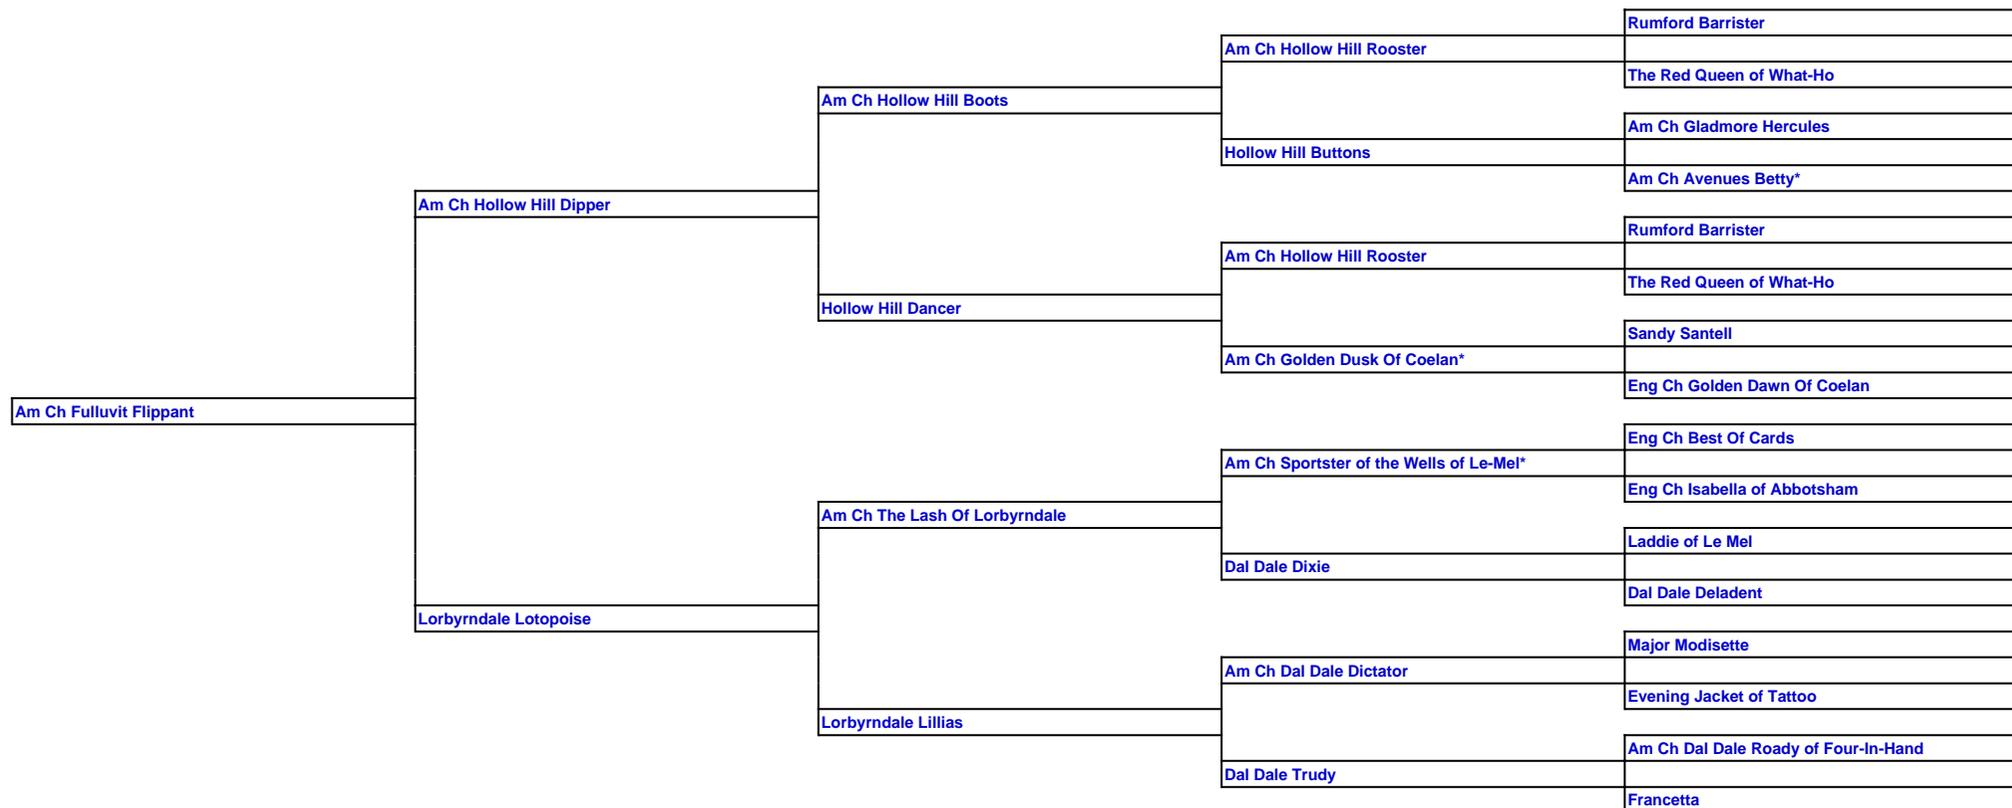 Rumford Barrister
Am Ch Hollow Hill Rooster
The Red Queen of What-Ho
Am Ch Hollow Hill Boots
Am Ch Gladmore Hercules
Hollow Hill Buttons
Am Ch Avenues Betty*
Am Ch Hollow Hill Dipper
Rumford Barrister
Am Ch Hollow Hill Rooster
The Red Queen of What-Ho
Hollow Hill Dancer
Sandy Santell
Am Ch Golden Dusk Of Coelan*
Eng Ch Golden Dawn Of Coelan
Am Ch Fulluvit Flippant
Eng Ch Best Of Cards
Am Ch Sportster of the Wells of Le-Mel*
Eng Ch Isabella of Abbotsham
Am Ch The Lash Of Lorbyrndale
Laddie of Le Mel
Dal Dale Dixie
Dal Dale Deladent
Lorbyrndale Lotopoise
Major Modisette
Am Ch Dal Dale Dictator
Evening Jacket of Tattoo
Lorbyrndale Lillias
Am Ch Dal Dale Roady of Four-In-Hand
Dal Dale Trudy
Francetta